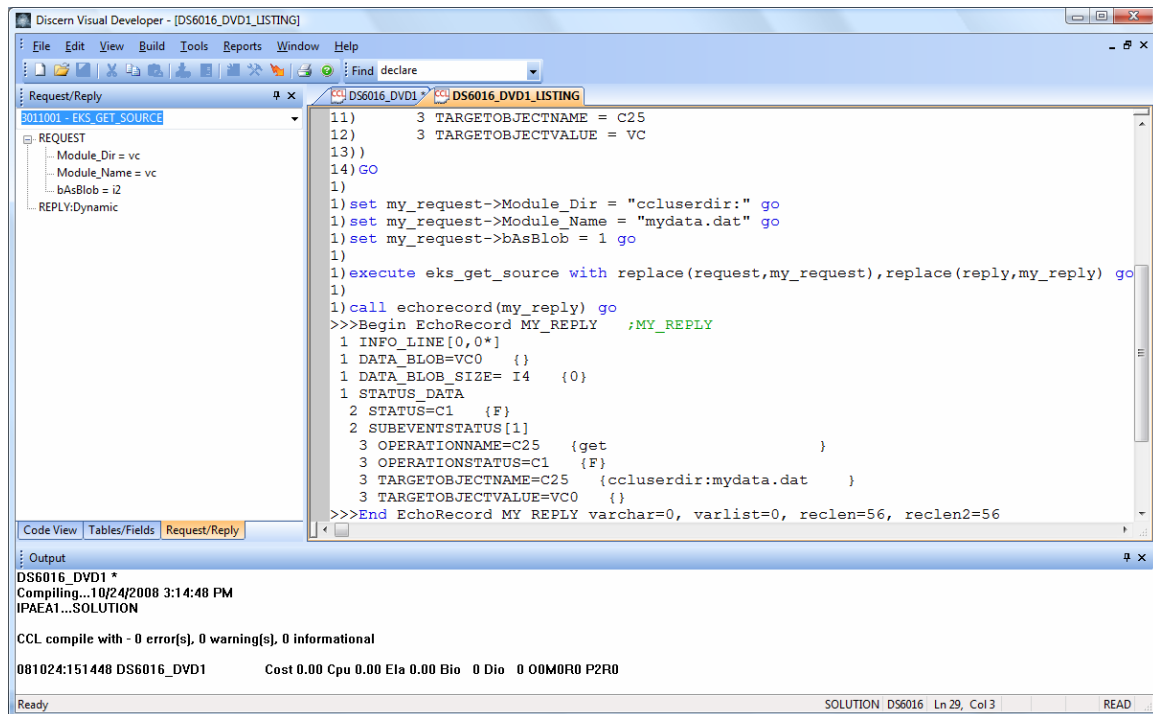 Discern Visual Developer - [DS6016_DVD1_LISTING]
File Edit View Build Tools Reports Window Help
Find declare
Request/Reply
3011001 - EKS_GET_SOURCE
REQUEST
Module_Dir = vc
Module_Name = vc
bAsBlob = i2
REPLY:Dynamic
Code View Tables/Fields Request/Reply
DS6016_DVD1 * DS6016_DVD1_LISTING
11) 3 TARGETOBJECTNAME = C25
12) 3 TARGETOBJECTVALUE = VC
13))
14)GO
1)
1)set my_request->Module_Dir = "ccluserdir:" go
1)set my_request->Module_Name = "mydata.dat" go
1)set my_request->bAsBlob = 1 go
1)
1)execute eks_get_source with replace(request,my_request),replace(reply,my_reply) go
1)
1)call echorecord(my_reply) go
>>>Begin EchoRecord MY_REPLY ;MY_REPLY
1 INFO_LINE[0,0*]
1 DATA_BLOB=VC0 {}
1 DATA_BLOB_SIZE= I4 {0}
1 STATUS_DATA
2 STATUS=C1 {F}
2 SUBEVENTSTATUS[1]
3 OPERATIONNAME=C25 {get }
3 OPERATIONSTATUS=C1 {F}
3 TARGETOBJECTNAME=C25 {ccluserdir:mydata.dat }
3 TARGETOBJECTVALUE=VC0 {}
>>>End EchoRecord MY_REPLY varchar=0, varlist=0, reclen=56, reclen2=56
Output
DS6016_DVD1 *
Compiling...10/24/2008 3:14:48 PM
IPAEA1...SOLUTION
CCL compile with - 0 error(s), 0 warning(s), 0 informational
081024:151448 DS6016_DVD1 Cost 0.00 Cpu 0.00 Ela 0.00 Bio 0 Dio 0 O0M0R0 P2R0
Ready SOLUTION DS6016 Ln 29, Col 3 READ